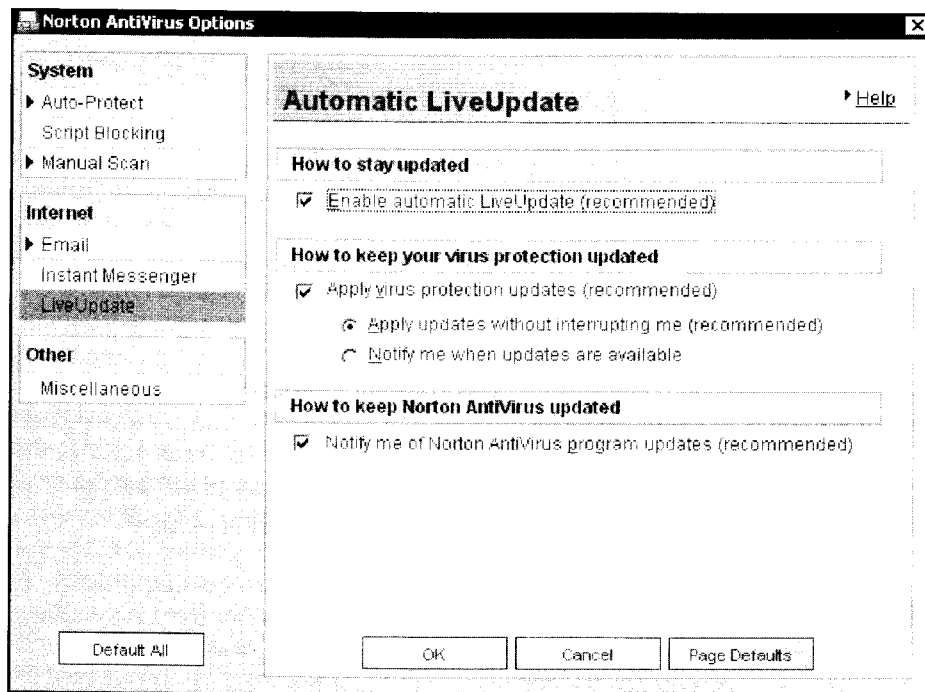 Norton AntiVirus Options
System
Auto-Protect
Script Blocking
Manual Scan
Internet
Email
Instant Messenger
LiveUpdate
Other
Miscellaneous
Default All
Automatic LiveUpdate
Help
How to stay updated
Enable automatic LiveUpdate (recommended)
How to keep your virus protection updated
Apply virus protection updates (recommended)
Apply updates without interrupting me (recommended)
Notify me when updates are available
How to keep Norton AntiVirus updated
Notify me of Norton AntiVirus program updates (recommended)
OK
Cancel
Page Defaults